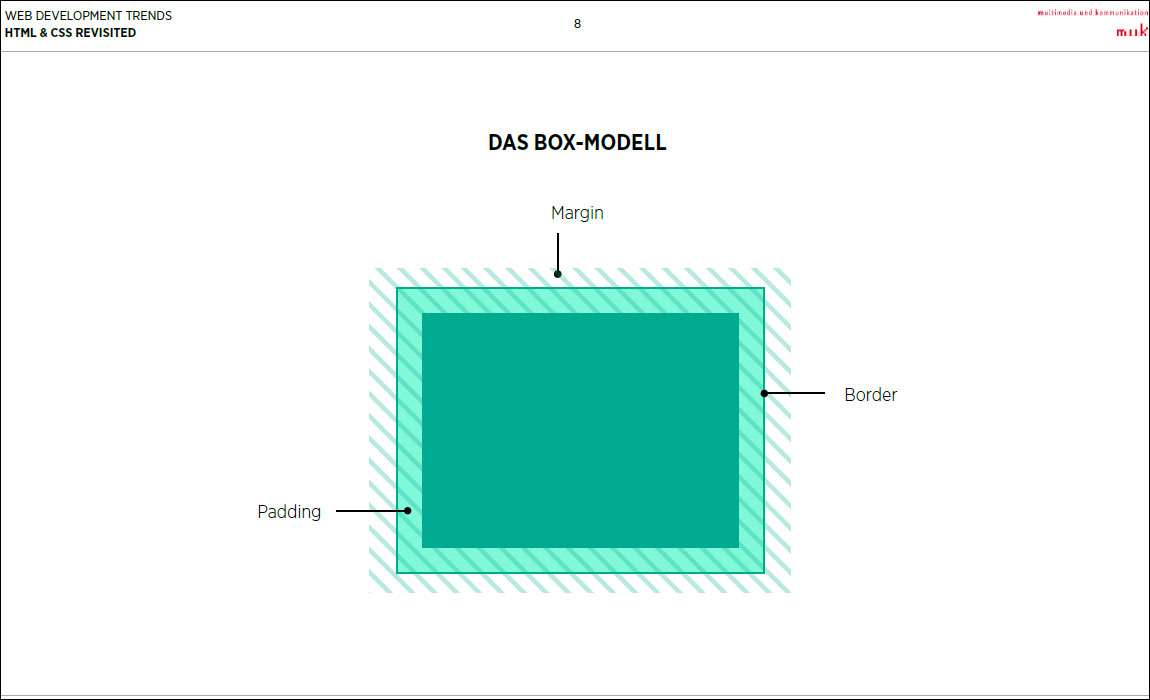 WEB DEVELOPMENT TRENDS
HTML & CSS REVISITED
8
multimedia und kommunikation
muk
DAS BOX-MODELL
Margin
Border
Padding